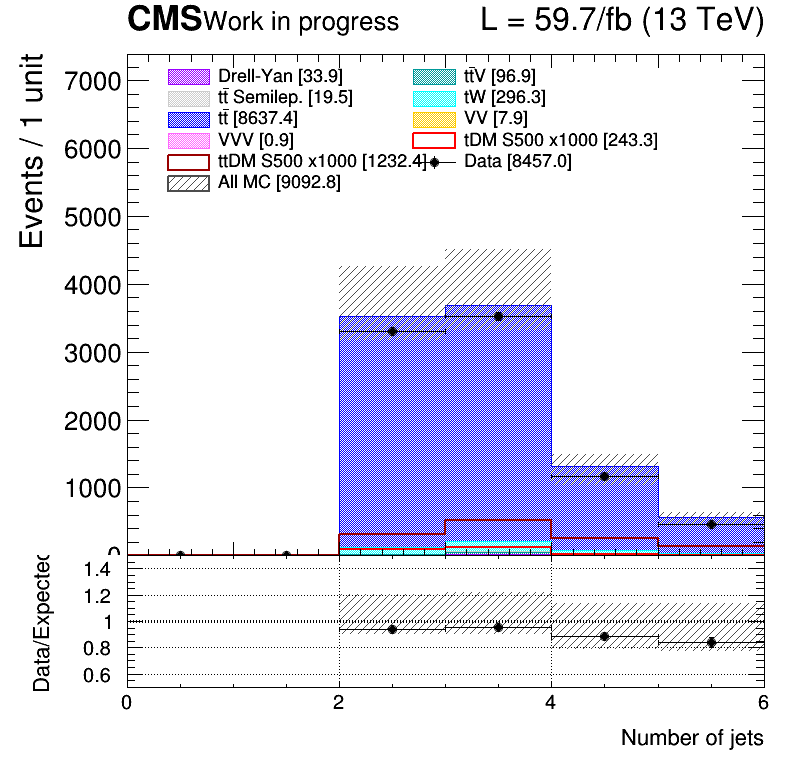 CMS Work in progress L = 59.7/fb (13 TeV)
Events / 1 unit
7000
6000
5000
4000
3000
2000
1000
0
Drell-Yan [33.9]
tt̄ Semilep. [19.5]
tt̄ [8637.4]
VVV [0.9]
ttDM S500 x1000 [1232.4]
All MC [9092.8]
tt̄V [96.9]
tW [296.3]
VV [7.9]
tDM S500 x1000 [243.3]
Data [8457.0]
Data/Expected
1.4
1.2
1
0.8
0.6
0 2 4 6
Number of jets